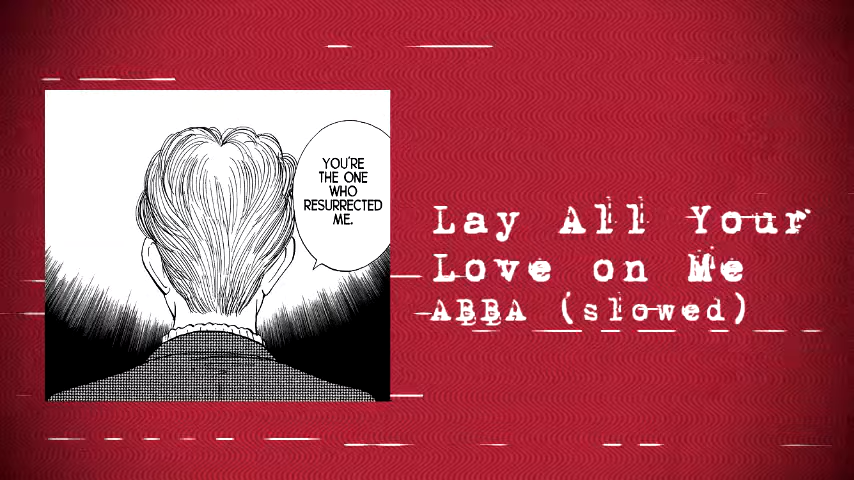 YOU'RE
THE ONE
WHO
RESURRECTED
ME.
Lay All Your
Love on Me
ABBA (slowed)